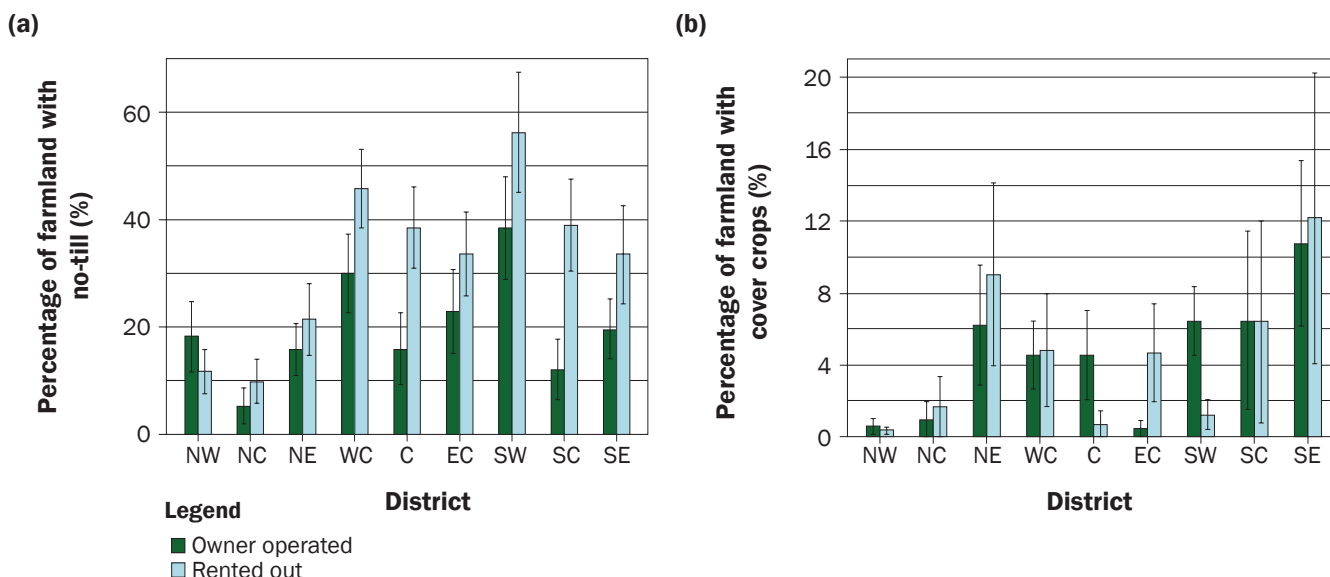 (a)
Percentage of farmland with
no-till (%)
60
40
20
0
NW NC NE WC C EC SW SC SE
District
Legend
Owner operated
Rented out
(b)
Percentage of farmland with
cover crops (%)
20
16
12
8
4
0
NW NC NE WC C EC SW SC SE
District